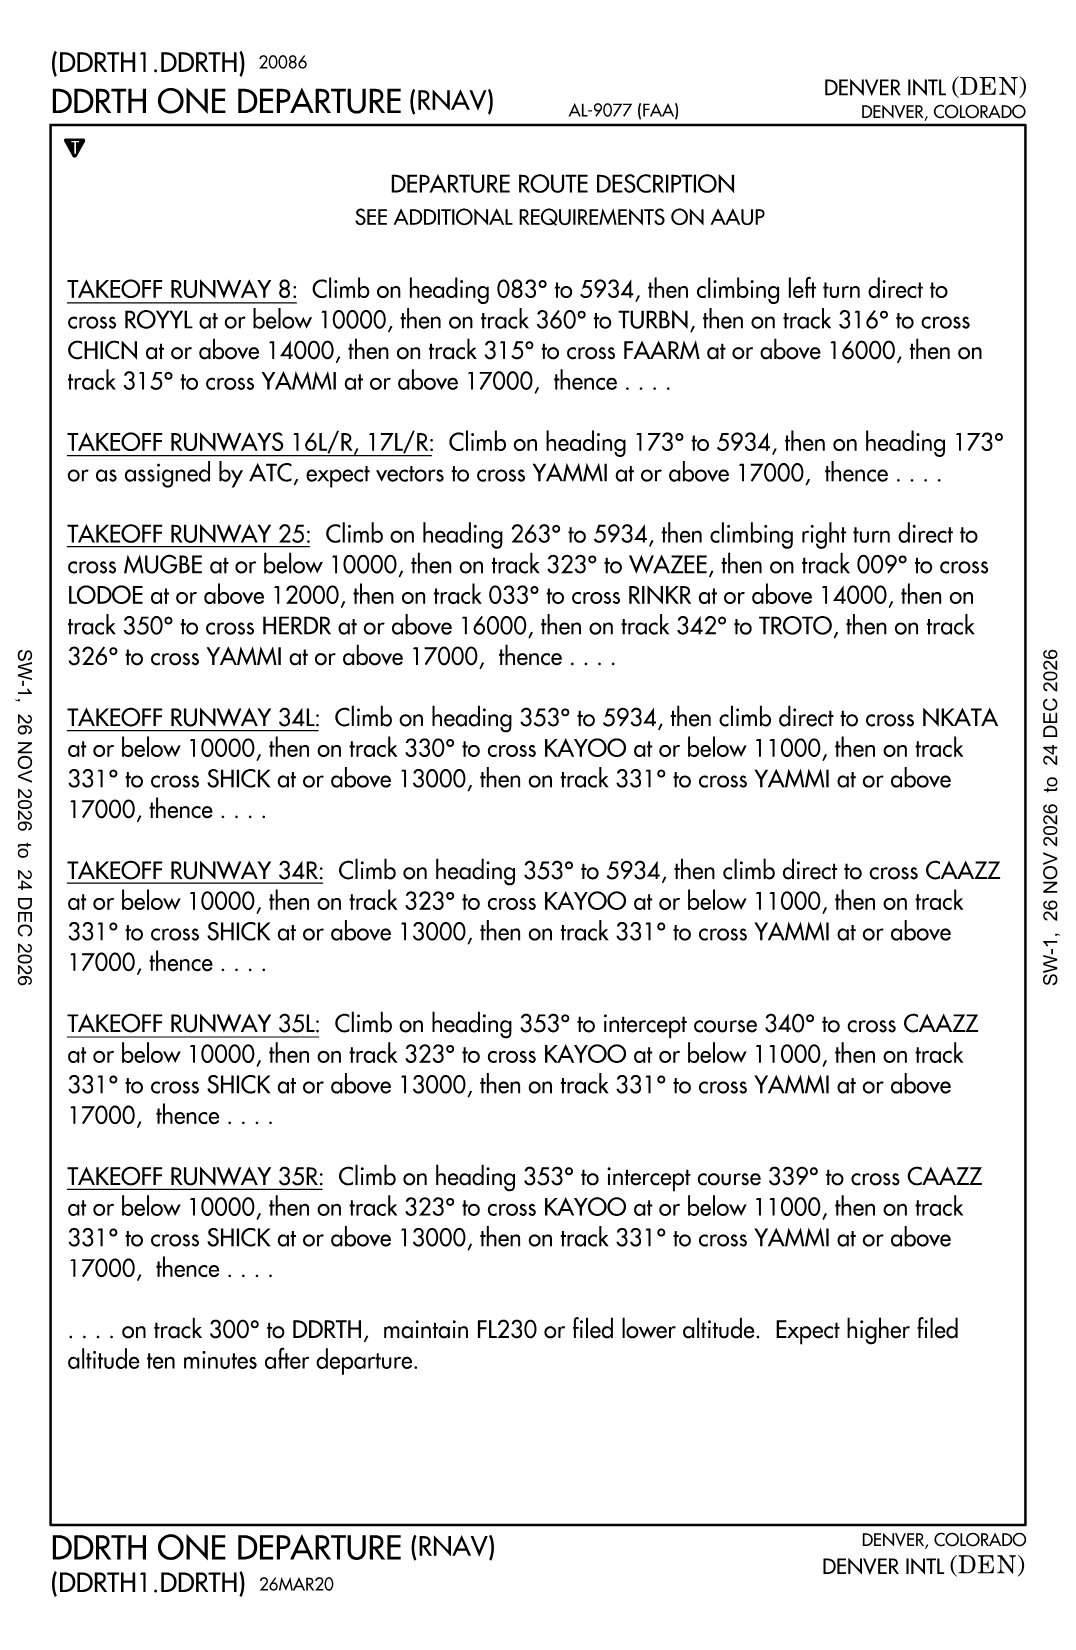 (DDRTH1.DDRTH) 20086
DDRTH ONE DEPARTURE (RNAV)
AL-9077 (FAA)
DENVER INTL (DEN)
DENVER, COLORADO
T
DEPARTURE ROUTE DESCRIPTION
SEE ADDITIONAL REQUIREMENTS ON AAUP
TAKEOFF RUNWAY 8: Climb on heading 083° to 5934, then climbing left turn direct to
cross ROYYL at or below 10000, then on track 360° to TURBN, then on track 316° to cross
CHICN at or above 14000, then on track 315° to cross FAARM at or above 16000, then on
track 315° to cross YAMMI at or above 17000, thence . . . .
TAKEOFF RUNWAYS 16L/R, 17L/R: Climb on heading 173° to 5934, then on heading 173°
or as assigned by ATC, expect vectors to cross YAMMI at or above 17000, thence . . . .
TAKEOFF RUNWAY 25: Climb on heading 263° to 5934, then climbing right turn direct to
cross MUGBE at or below 10000, then on track 323° to WAZEE, then on track 009° to cross
LODOE at or above 12000, then on track 033° to cross RINKR at or above 14000, then on
track 350° to cross HERDR at or above 16000, then on track 342° to TROTO, then on track
326° to cross YAMMI at or above 17000, thence . . . .
TAKEOFF RUNWAY 34L: Climb on heading 353° to 5934, then climb direct to cross NKATA
at or below 10000, then on track 330° to cross KAYOO at or below 11000, then on track
331° to cross SHICK at or above 13000, then on track 331° to cross YAMMI at or above
17000, thence . . . .
TAKEOFF RUNWAY 34R: Climb on heading 353° to 5934, then climb direct to cross CAAZZ
at or below 10000, then on track 323° to cross KAYOO at or below 11000, then on track
331° to cross SHICK at or above 13000, then on track 331° to cross YAMMI at or above
17000, thence . . . .
TAKEOFF RUNWAY 35L: Climb on heading 353° to intercept course 340° to cross CAAZZ
at or below 10000, then on track 323° to cross KAYOO at or below 11000, then on track
331° to cross SHICK at or above 13000, then on track 331° to cross YAMMI at or above
17000, thence . . . .
TAKEOFF RUNWAY 35R: Climb on heading 353° to intercept course 339° to cross CAAZZ
at or below 10000, then on track 323° to cross KAYOO at or below 11000, then on track
331° to cross SHICK at or above 13000, then on track 331° to cross YAMMI at or above
17000, thence . . . .
. . . . on track 300° to DDRTH, maintain FL230 or filed lower altitude. Expect higher filed
altitude ten minutes after departure.
SW-1, 26 NOV 2026 to 24 DEC 2026
SW-1, 26 NOV 2026 to 24 DEC 2026
DDRTH ONE DEPARTURE (RNAV)
(DDRTH1.DDRTH) 26MAR20
DENVER, COLORADO
DENVER INTL (DEN)